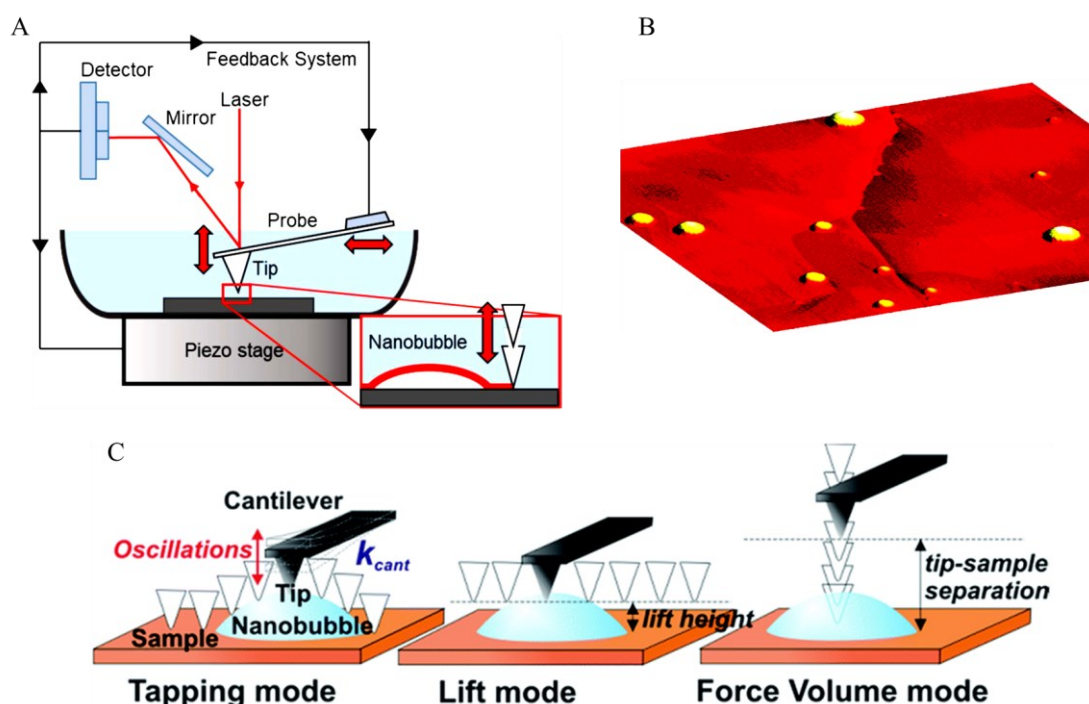 A
Feedback System
Detector
Laser
Mirror
Probe
Tip
Nanobubble
Piezo stage
B
C
Cantilever
Oscillations
k cant
Tip
Nanobubble
Sample
Tapping mode
lift height
Lift mode
tip-sample
separation
Force Volume mode